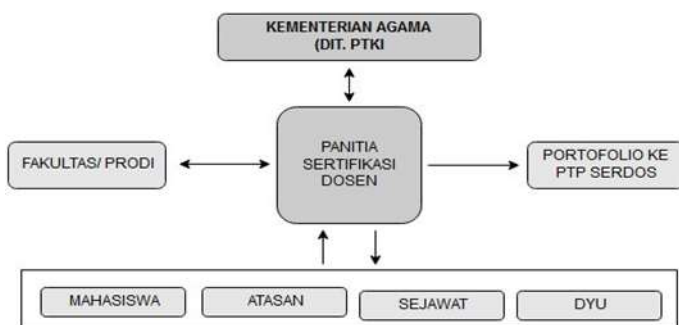 KEMENTERIAN AGAMA
(DIT. PTKI
FAKULTAS/ PRODI
PANITIA
SERTIFIKASI
DOSEN
PORTOFOLIO KE
PTP SERDOS
MAHASISWA
ATASAN
SEJAWAT
DYU